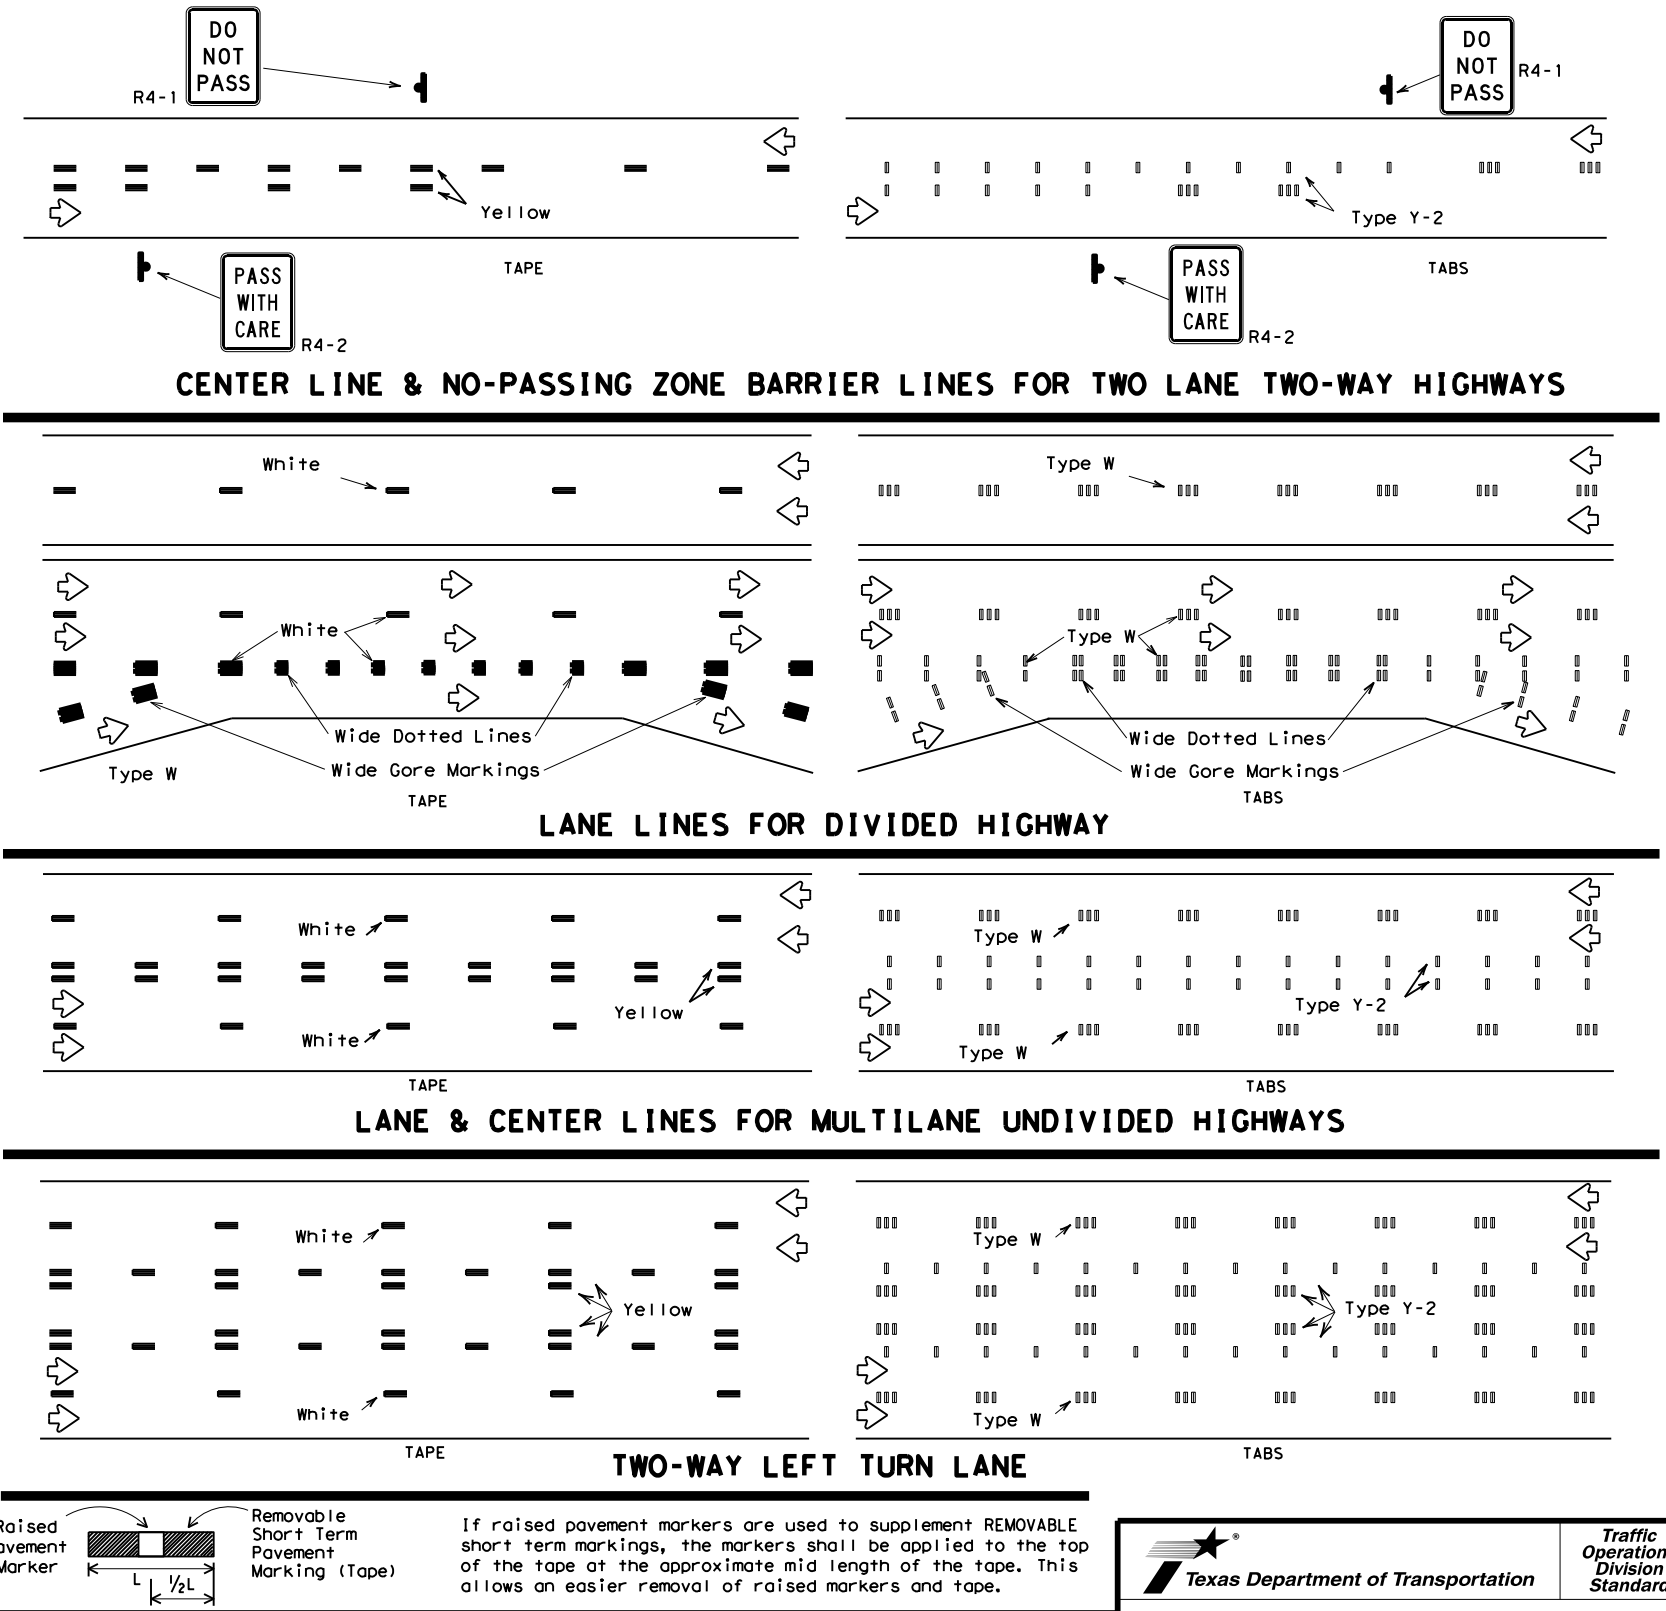 DO
NOT
PASS
R4-1
DO
NOT
PASS
R4-1
Yellow
Type Y-2
PASS
WITH
CARE
R4-2
TAPE
PASS
WITH
CARE
R4-2
TABS
CENTER LINE & NO-PASSING ZONE BARRIER LINES FOR TWO LANE TWO-WAY HIGHWAYS
White
Type W
White
Type W
Wide Dotted Lines
Wide Gore Markings
Type W
TAPE
Wide Dotted Lines
Wide Gore Markings
TABS
LANE LINES FOR DIVIDED HIGHWAY
White
Type W
Yellow
Type Y-2
White
Type W
TAPE
TABS
LANE & CENTER LINES FOR MULTILANE UNDIVIDED HIGHWAYS
White
Type W
Yellow
Type Y-2
White
Type W
TAPE
TABS
TWO-WAY LEFT TURN LANE
Raised
avement
Marker
L
½L
Removable
Short Term
Pavement
Marking (Tape)
If raised pavement markers are used to supplement REMOVABLE
short term markings, the markers shall be applied to the top
of the tape at the approximate mid length of the tape. This
allows an easier removal of raised markers and tape.
®
Texas Department of Transportation
Traffic
Operation
Division
Standard